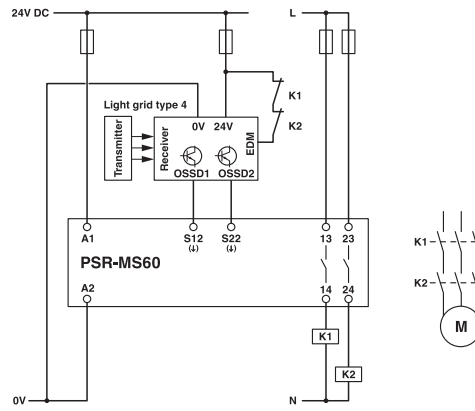 24V DC
L
K1
K2
Light grid type 4
0V 24V
Transmitter
Receiver
EDM
OSSD1 OSSD2
A1
S12
(↓)
S22
(↓)
13 23
PSR-MS60
A2
14 24
K1
K2
0V
N
K1
K2
M